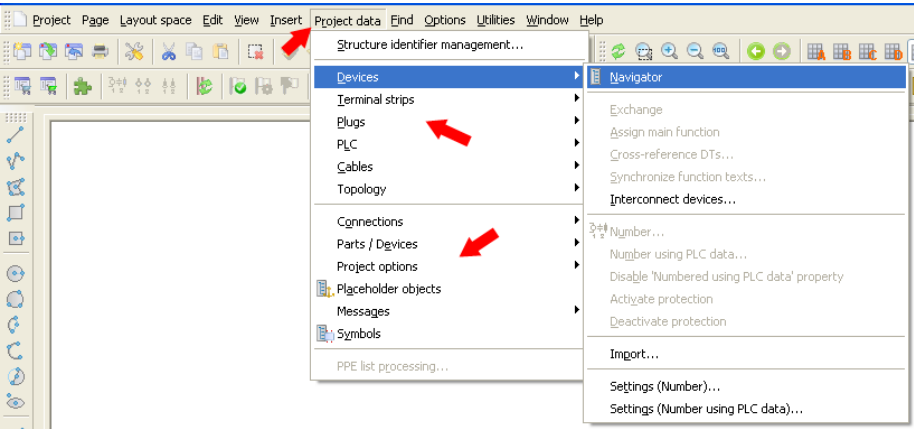 Project Page Layout space Edit View Insert Project data Find Options Utilities Window Help
Structure identifier management...
Devices
Terminal strips
Plugs
PLC
Cables
Topology
Connections
Parts / Devices
Project options
Placeholder objects
Messages
Symbols
PPE list processing...
Navigator
Exchange
Assign main function
Cross-reference DTs...
Synchronize function texts...
Interconnect devices...
Number...
Number using PLC data...
Disable 'Numbered using PLC data' property
Activate protection
Deactivate protection
Import...
Settings (Number)...
Settings (Number using PLC data)...